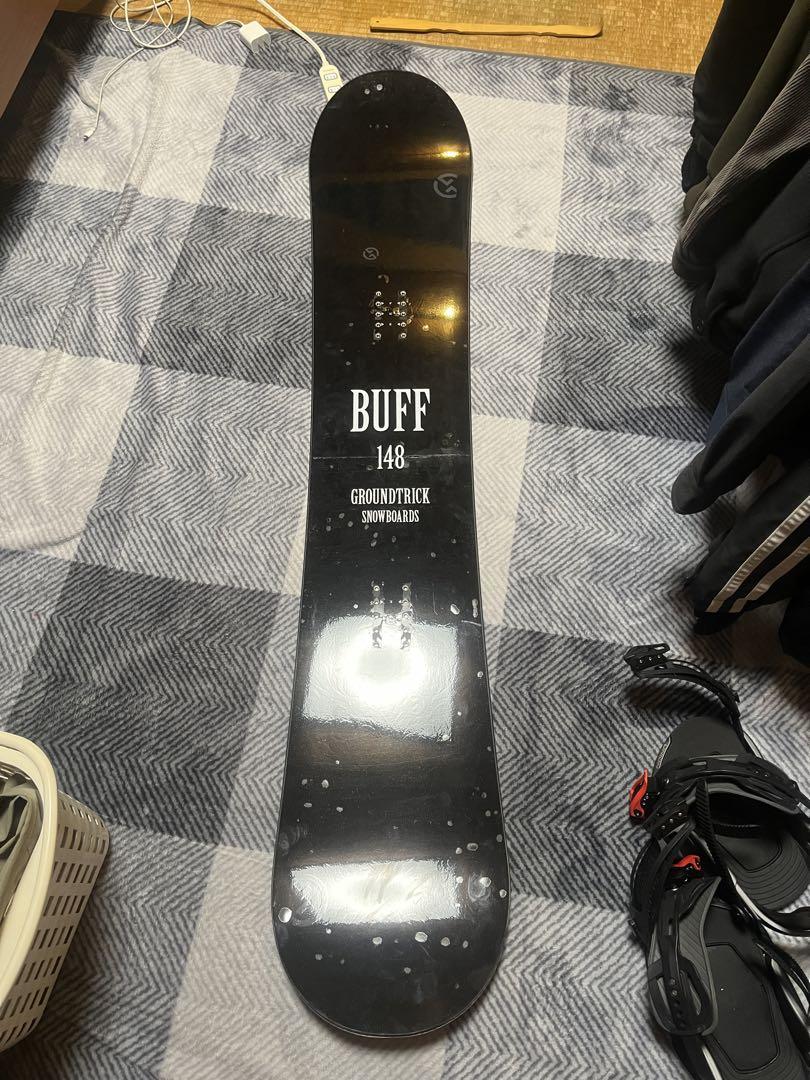 BUFF
148
GROUNDTRICK
SNOWBOARDS